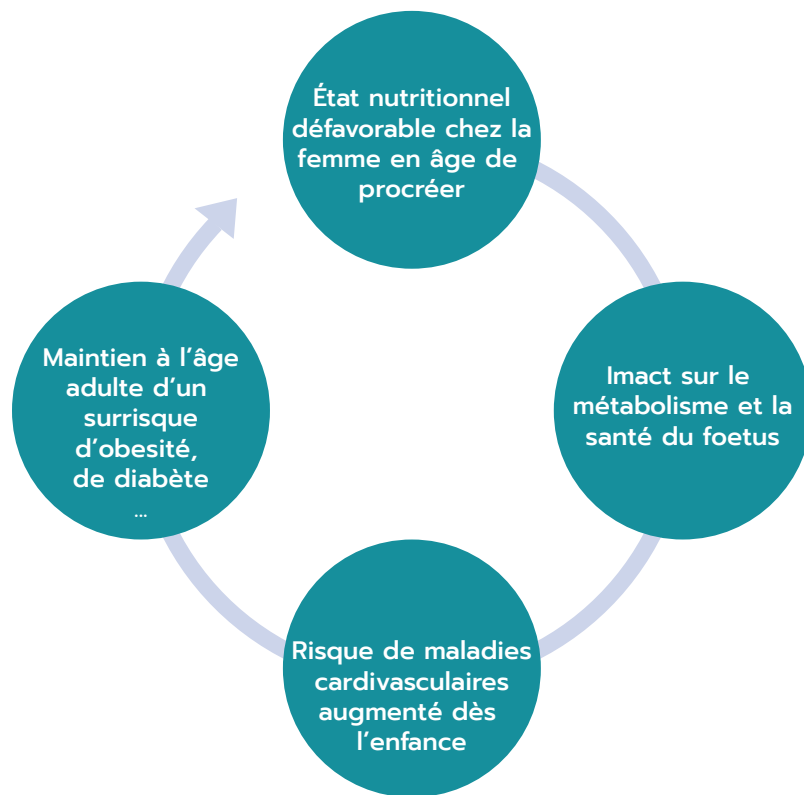 État nutritionnel
défavorable chez la
femme en âge de
procréer
Imact sur le
métabolisme et la
santé du foetus
Risque de maladies
cardivasculaires
augmenté dès
l'enfance
Maintien à l'âge
adulte d'un
surrisque
d'obesité,
de diabète
...